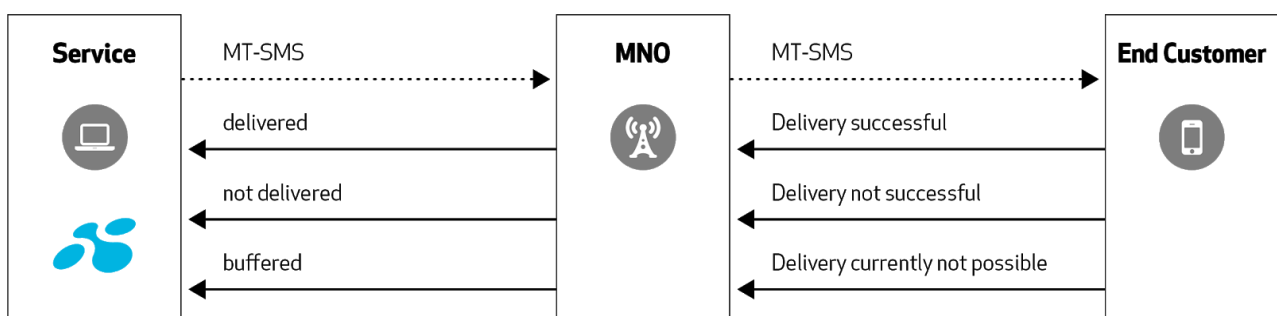 Service
MT-SMS
MNO
MT-SMS
End Customer
delivered
Delivery successful
not delivered
Delivery not successful
buffered
Delivery currently not possible